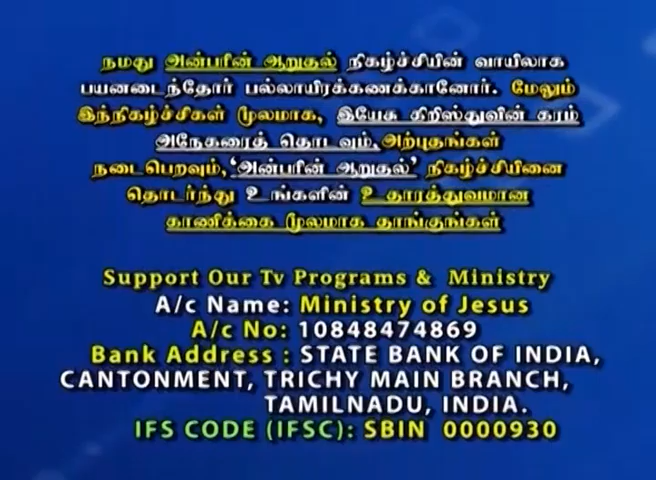 நமது அன்பரின் ஆறுதல் நிகழ்ச்சியின் வாயிலாக
பயனடைந்தோர் பல்லாயிரக்கணக்கானோர். மேலும்
இந்நிகழ்ச்சிகள் மூலமாக, இயேசு கிறிஸ்துவின் கரம்
அநேகரைத் தொடவும், அற்புதங்கள்
நடைபெறவும், ‘அன்பரின் ஆறுதல்’ நிகழ்ச்சியினை
தொடர்ந்து உங்களின் உதாரத்துவமான
காணிக்கை மூலமாக தாங்குங்கள்
Support Our Tv Programs & Ministry
A/c Name: Ministry of Jesus
A/c No: 10848474869
Bank Address : STATE BANK OF INDIA,
CANTONMENT, TRICHY MAIN BRANCH,
TAMILNADU, INDIA.
IFS CODE (IFSC): SBIN 0000930